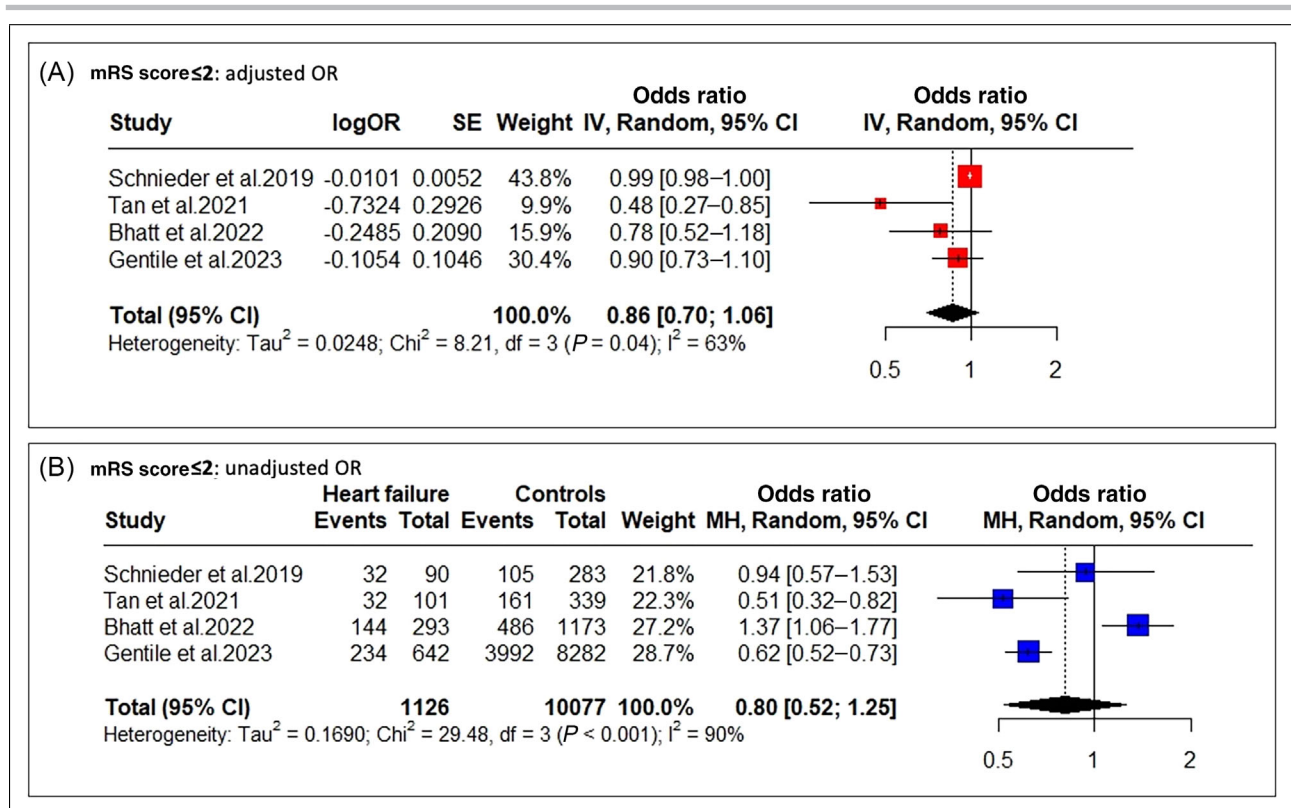 (A) mRS score≤2: adjusted OR
Odds ratio Odds ratio
Study logOR SE Weight IV, Random, 95% CI IV, Random, 95% CI
Schnieder et al.2019 -0.0101 0.0052 43.8% 0.99 [0.98–1.00]
Tan et al.2021 -0.7324 0.2926 9.9% 0.48 [0.27–0.85]
Bhatt et al.2022 -0.2485 0.2090 15.9% 0.78 [0.52–1.18]
Gentile et al.2023 -0.1054 0.1046 30.4% 0.90 [0.73–1.10]
Total (95% CI) 100.0% 0.86 [0.70; 1.06]
Heterogeneity: Tau² = 0.0248; Chi² = 8.21, df = 3 (P = 0.04); I² = 63%
0.5 1 2
(B) mRS score≤2: unadjusted OR
Heart failure Controls Odds ratio Odds ratio
Study Events Total Events Total Weight MH, Random, 95% CI MH, Random, 95% CI
Schnieder et al.2019 32 90 105 283 21.8% 0.94 [0.57–1.53]
Tan et al.2021 32 101 161 339 22.3% 0.51 [0.32–0.82]
Bhatt et al.2022 144 293 486 1173 27.2% 1.37 [1.06–1.77]
Gentile et al.2023 234 642 3992 8282 28.7% 0.62 [0.52–0.73]
Total (95% CI) 1126 10077 100.0% 0.80 [0.52; 1.25]
Heterogeneity: Tau² = 0.1690; Chi² = 29.48, df = 3 (P < 0.001); I² = 90%
0.5 1 2